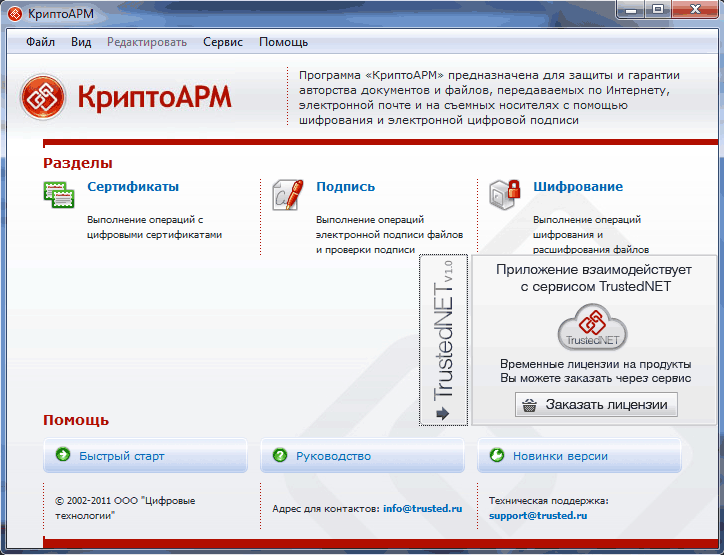 КриптоАРМ
Файл Вид Редактировать Сервис Помощь
КриптоАРМ
Программа «КриптоАРМ» предназначена для защиты и гарантии
авторства документов и файлов, передаваемых по Интернету,
электронной почте и на съемных носителях с помощью
шифрования и электронной цифровой подписи
Разделы
Сертификаты
Выполнение операций с
цифровыми сертификатами
Подпись
Выполнение операций
электронной подписи файлов
и проверки подписи
Шифрование
Выполнение операций
шифрования и
расшифрования файлов
TrustedNET V 1.0
Приложение взаимодействует
с сервисом TrustedNET
TrustedNET
Временные лицензии на продукты
Вы можете заказать через сервис
Заказать лицензии
Помощь
Быстрый старт
Руководство
Новинки версии
© 2002-2011 ООО "Цифровые
технологии"
Адрес для контактов: info@trusted.ru
Техническая поддержка:
support@trusted.ru